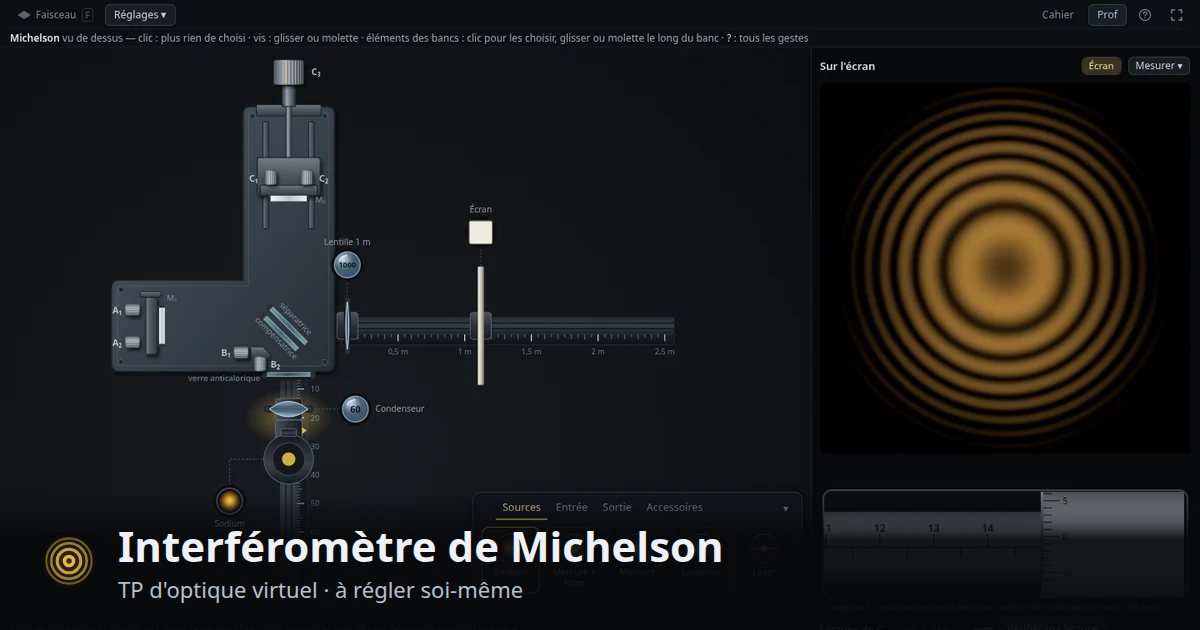 Faisceau F Réglages ▾ Cahier Prof ?
Michelson vu de dessus — clic : plus rien de choisi · vis : glisser ou molette · éléments des bancs : clic pour les choisir, glisser ou molette le long du banc · ? : tous les gestes
Sur l'écran Écran Mesurer ▾
C₃
C₁ C₂
M₂
Écran
Lentille 1 m
1000
M₁
A₁
A₂
séparatrice
compensatrice
B₁
B₂
0,5 m 1 m 1,5 m 2 m 2,5 m
verre anticalorique
10
60 Condenseur
20
30
40
50
Sodium
Sources Entrée Sortie Accessoires ▾
1 12 13 14
5
0
45
Interféromètre de Michelson
TP d'optique virtuel · à régler soi-même